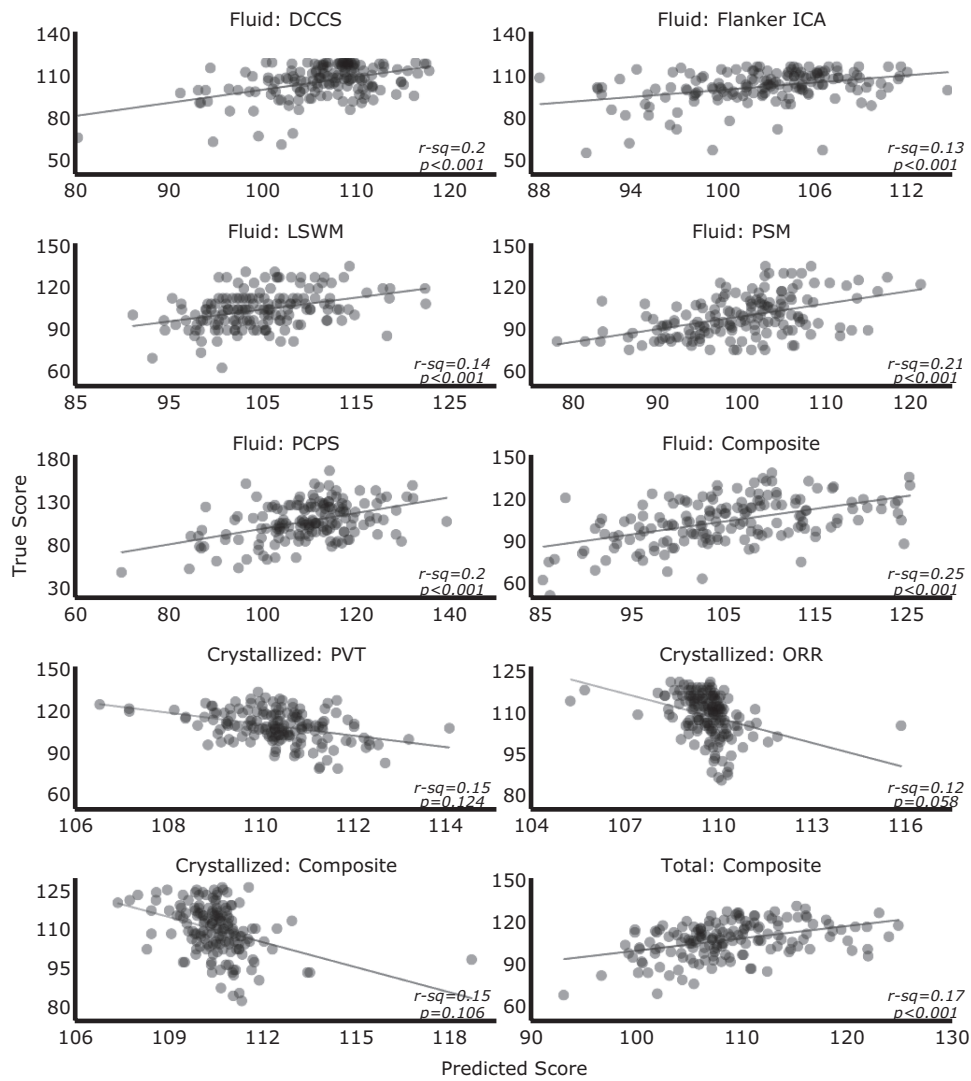 Fluid: DCCS
140
110
80
50
80 90 100 110 120
r-sq=0.2
p<0.001
Fluid: Flanker ICA
140
110
80
50
88 94 100 106 112
r-sq=0.13
p<0.001
Fluid: LSWM
150
120
90
60
85 95 105 115 125
r-sq=0.14
p<0.001
Fluid: PSM
150
120
90
60
80 90 100 110 120
r-sq=0.21
p<0.001
True Score
Fluid: PCPS
180
130
80
30
60 80 100 120 140
r-sq=0.2
p<0.001
Fluid: Composite
150
120
90
60
85 95 105 115 125
r-sq=0.25
p<0.001
Crystallized: PVT
150
120
90
60
106 108 110 112 114
r-sq=0.15
p=0.124
Crystallized: ORR
125
110
95
80
104 107 110 113 116
r-sq=0.12
p=0.058
Crystallized: Composite
125
110
95
80
106 109 112 115 118
r-sq=0.15
p=0.106
Total: Composite
150
120
90
60
90 100 110 120 130
r-sq=0.17
p<0.001
Predicted Score